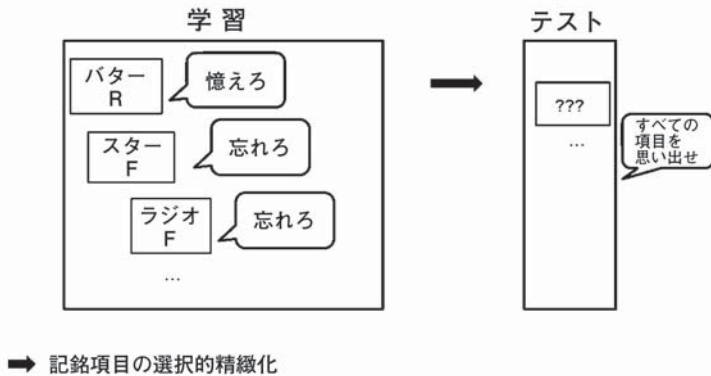 学習
テスト
バター
R
憶えろ
スター
F
忘れろ
ラジオ
F
忘れろ
…
???
…
すべての
項目を
思い出せ
➡ 記銘項目の選択的精緻化